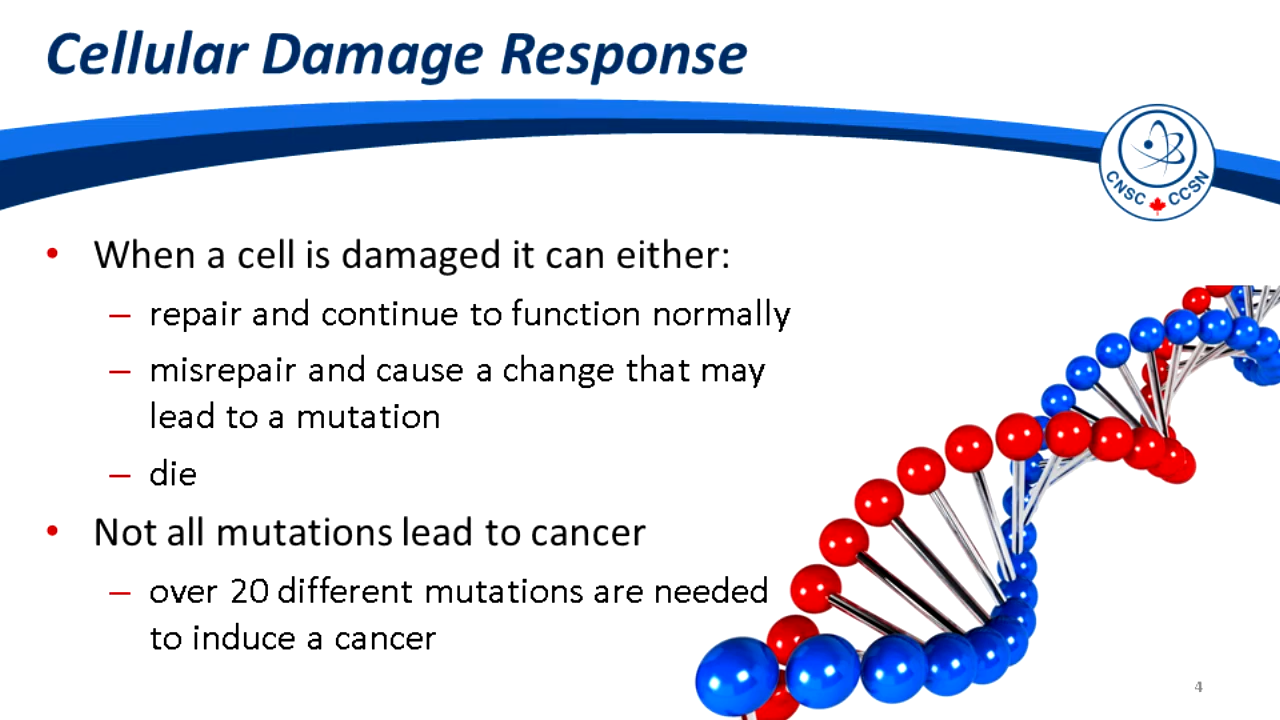 Cellular Damage Response
CNSC CCSN
• When a cell is damaged it can either:
– repair and continue to function normally
– misrepair and cause a change that may
lead to a mutation
– die
• Not all mutations lead to cancer
– over 20 different mutations are needed
to induce a cancer
4